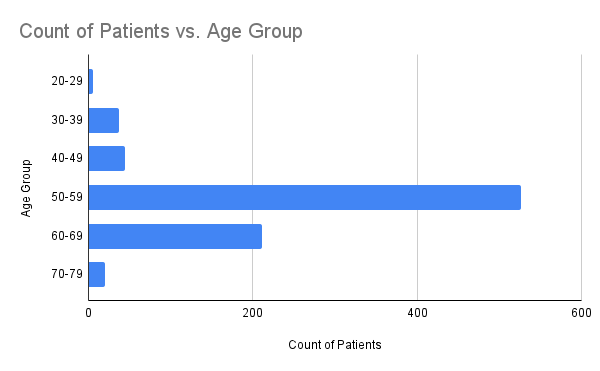 Count of Patients vs. Age Group
Age Group
20-29
30-39
40-49
50-59
60-69
70-79
0 200 400 600
Count of Patients